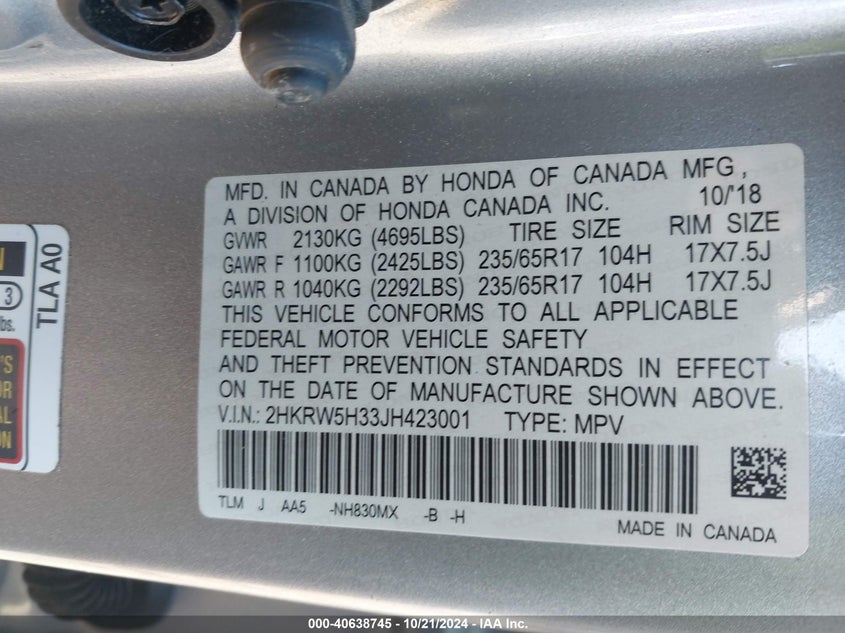 MFD. IN CANADA BY HONDA OF CANADA MFG.,
A DIVISION OF HONDA CANADA INC. 10/'18
GVWR 2130KG (4695LBS) TIRE SIZE RIM SIZE
GAWR F 1100KG (2425LBS) 235/65R17 104H 17X7.5J
GAWR R 1040KG (2292LBS) 235/65R17 104H 17X7.5J
THIS VEHICLE CONFORMS TO ALL APPLICABLE
FEDERAL MOTOR VEHICLE SAFETY
AND THEFT PREVENTION STANDARDS IN EFFECT
ON THE DATE OF MANUFACTURE SHOWN ABOVE.
V.I.N.: 2HKRW5H33JH423001 TYPE: MPV
TLM J AA5 -NH830MX -B -H
MADE IN CANADA
TLA A0
3
lbs.
000-40638745 - 10/21/2024 - IAA Inc.